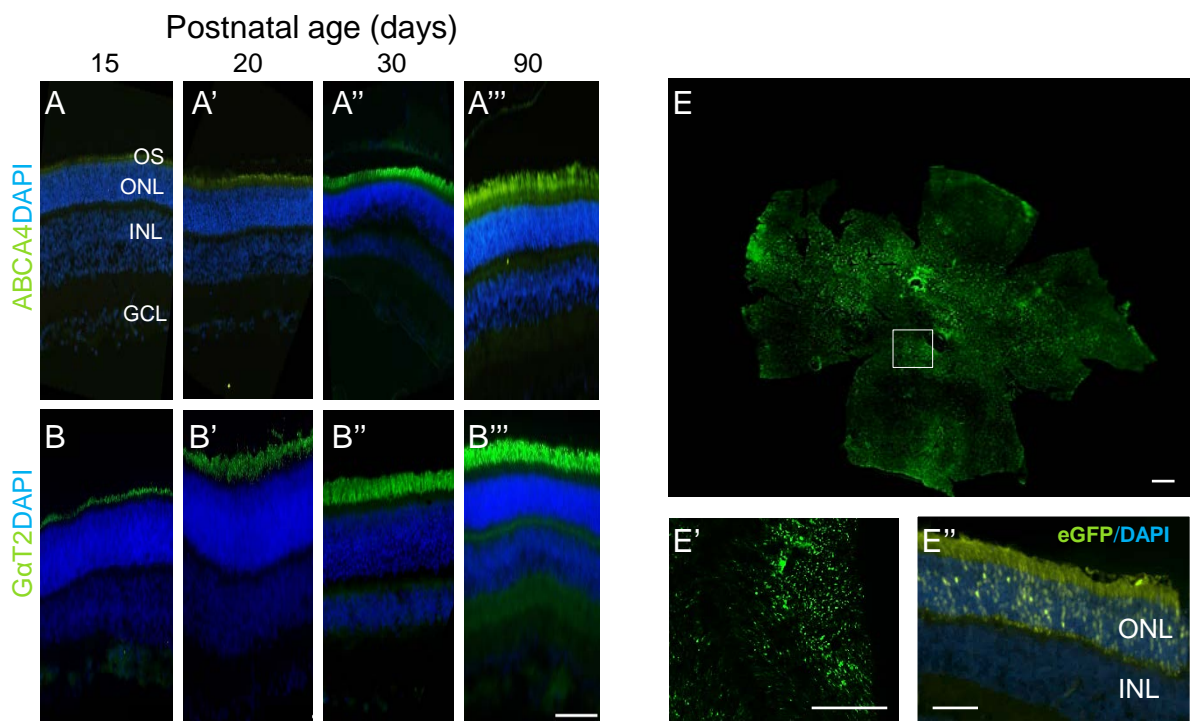 Postnatal age (days)
15 20 30 90
ABCA4DAPI
A A' A'' A'''
OS
ONL
INL
GCL
GαT2DAPI
B B' B'' B'''
E
E'
E''
eGFP/DAPI
ONL
INL